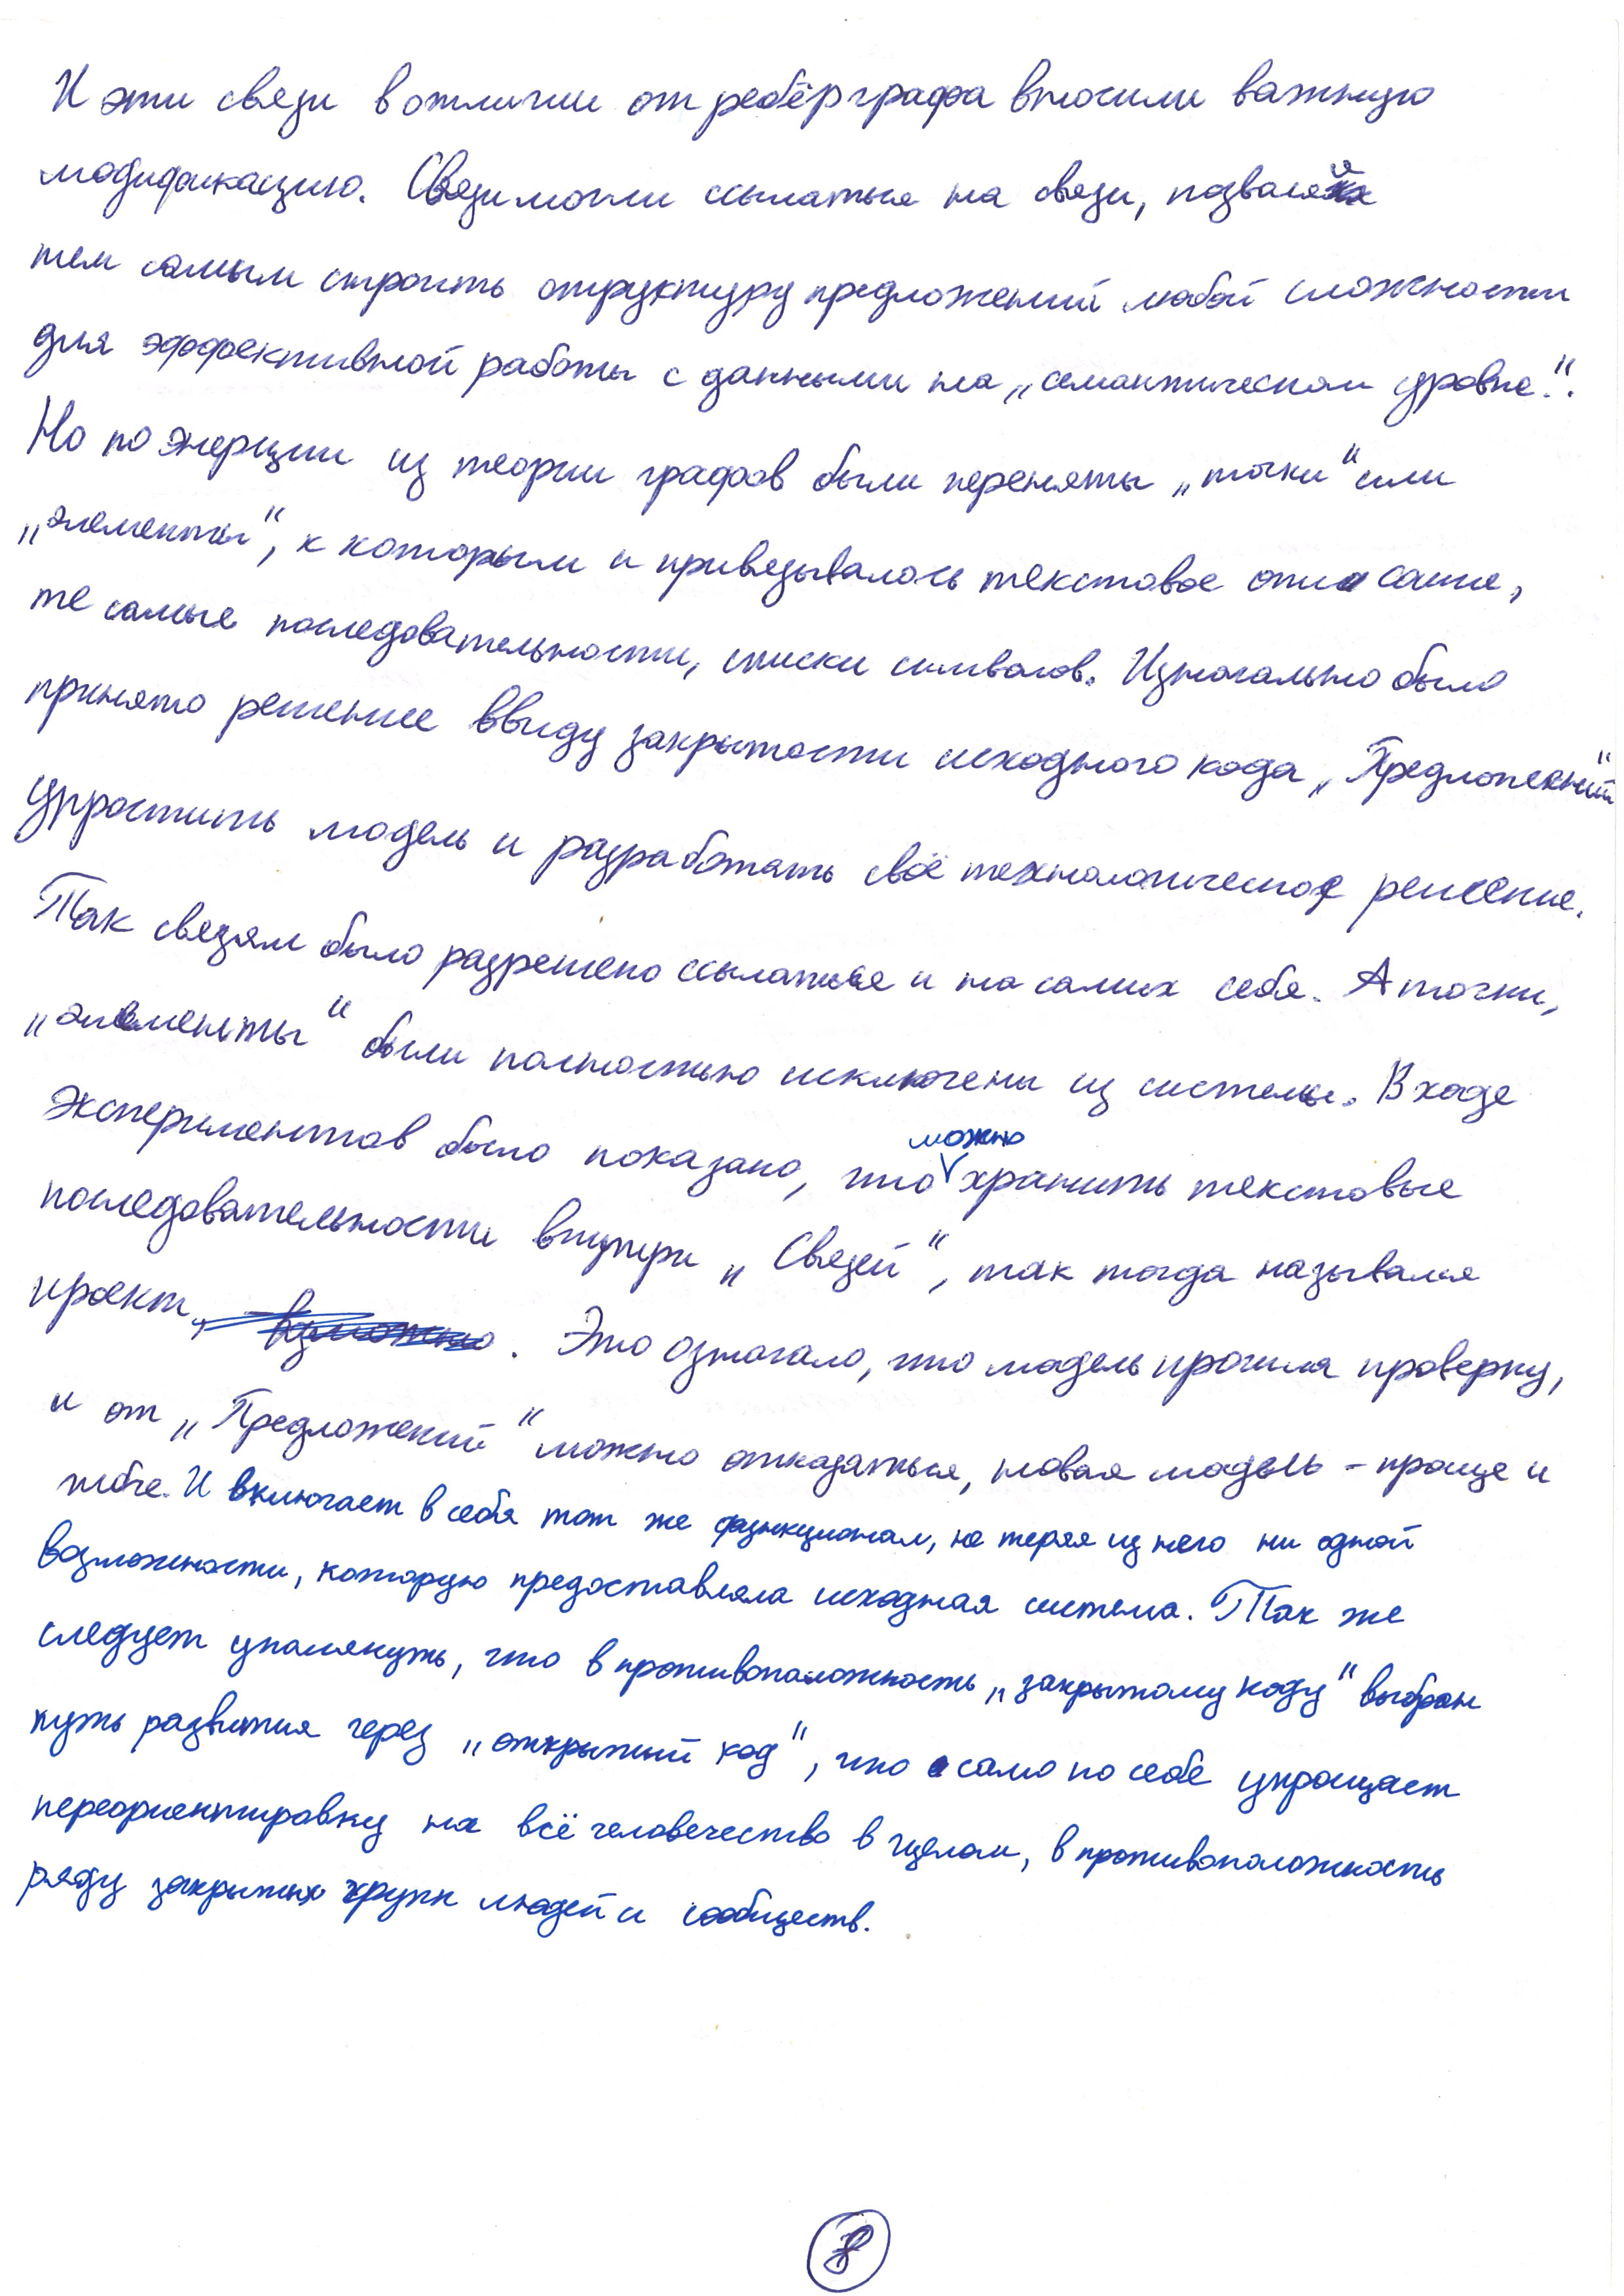 И эти связи в отличии от рёбер графа вносили важную
модификацию. Связи могли ссылаться на связи, позволяя
тем самым строить структуру предложений любой сложности
для эффективной работы с данными на „семантическом уровне“.
Но по энерции из теории графов были переняты „точки“ или
„элементы“, к которым и привязывалось текстовое описание,
те самые последовательности, списки символов. Изначально было
принято решение ввиду закрытости исходного кода „Предложений“
упростить модель и разработать своё технологическое решение.
Так связям было разрешено ссылаться и на самих себя. А точки,
„элементы“ были полностью исключены из системы. В ходе
экспериментов было показано, что можно хранить текстовые
последовательности внутри „Связей“, так тогда назывался
проект. Это означало, что модель прошла проверку,
и от „Предложений“ можно отказаться, новая модель - проще и
гибче. И включает в себя тот же функционал, не теряя из него ни одной
возможности, которую предоставляла исходная система. Так же
следует упомянуть, что в противоположность „закрытому коду“ выбран
путь развития через „открытый код“, что само по себе упрощает
переориентировку на всё человечество в целом, в противоположность
ряду закрытых групп людей и сообществ.